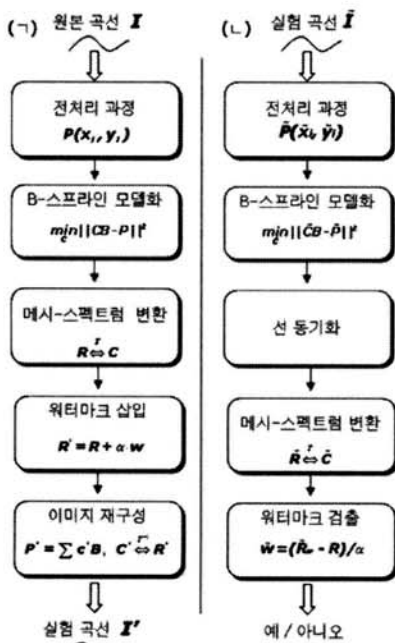 (ㄱ) 원본 곡선 I
전처리 과정
P(x_i, y_i)
B-스프라인 모델화
min_c||CB-P||²
메시-스펙트럼 변환
R ⇔^T C
워터마크 삽입
R' = R + α·w
이미지 재구성
P' = ∑ c'B, C' ⇔ R'
실험 곡선 I'
(ㄴ) 실험 곡선 Ĩ
전처리 과정
P̃(x̃_i, ỹ_i)
B-스프라인 모델화
min_c||C̃B-P̃||²
선 동기화
메시-스펙트럼 변환
R̃ ⇔^T C̃
워터마크 검출
w̃=(R̃ - R)/α
예 / 아니오